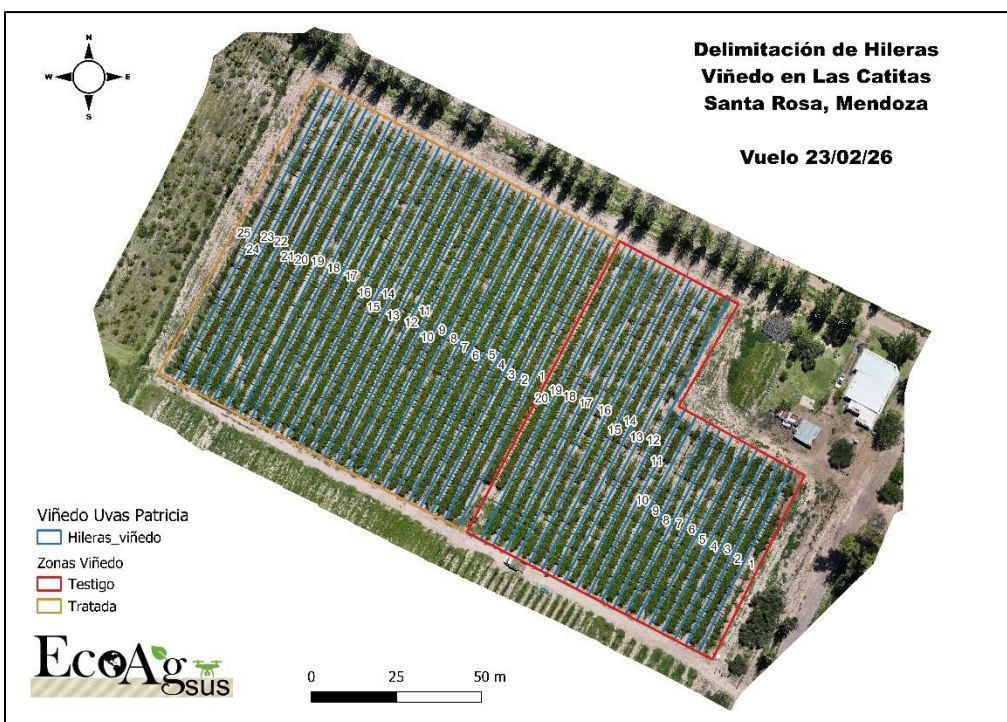 Delimitación de Hileras
Viñedo en Las Catitas
Santa Rosa, Mendoza
Vuelo 23/02/26
N
W
E
S
25
23
22
24
21
20
19
18
17
16
14
15
13
11
12
10
9
8
7
6
5
4
3
2
1
20
19
18
17
16
15
14
13
12
11
10
9
8
7
6
5
4
3
2
1
Viñedo Uvas Patricia
Hileras_viñedo
Zonas Viñedo
Testigo
Tratada
EcoAg
sus
0
25
50 m